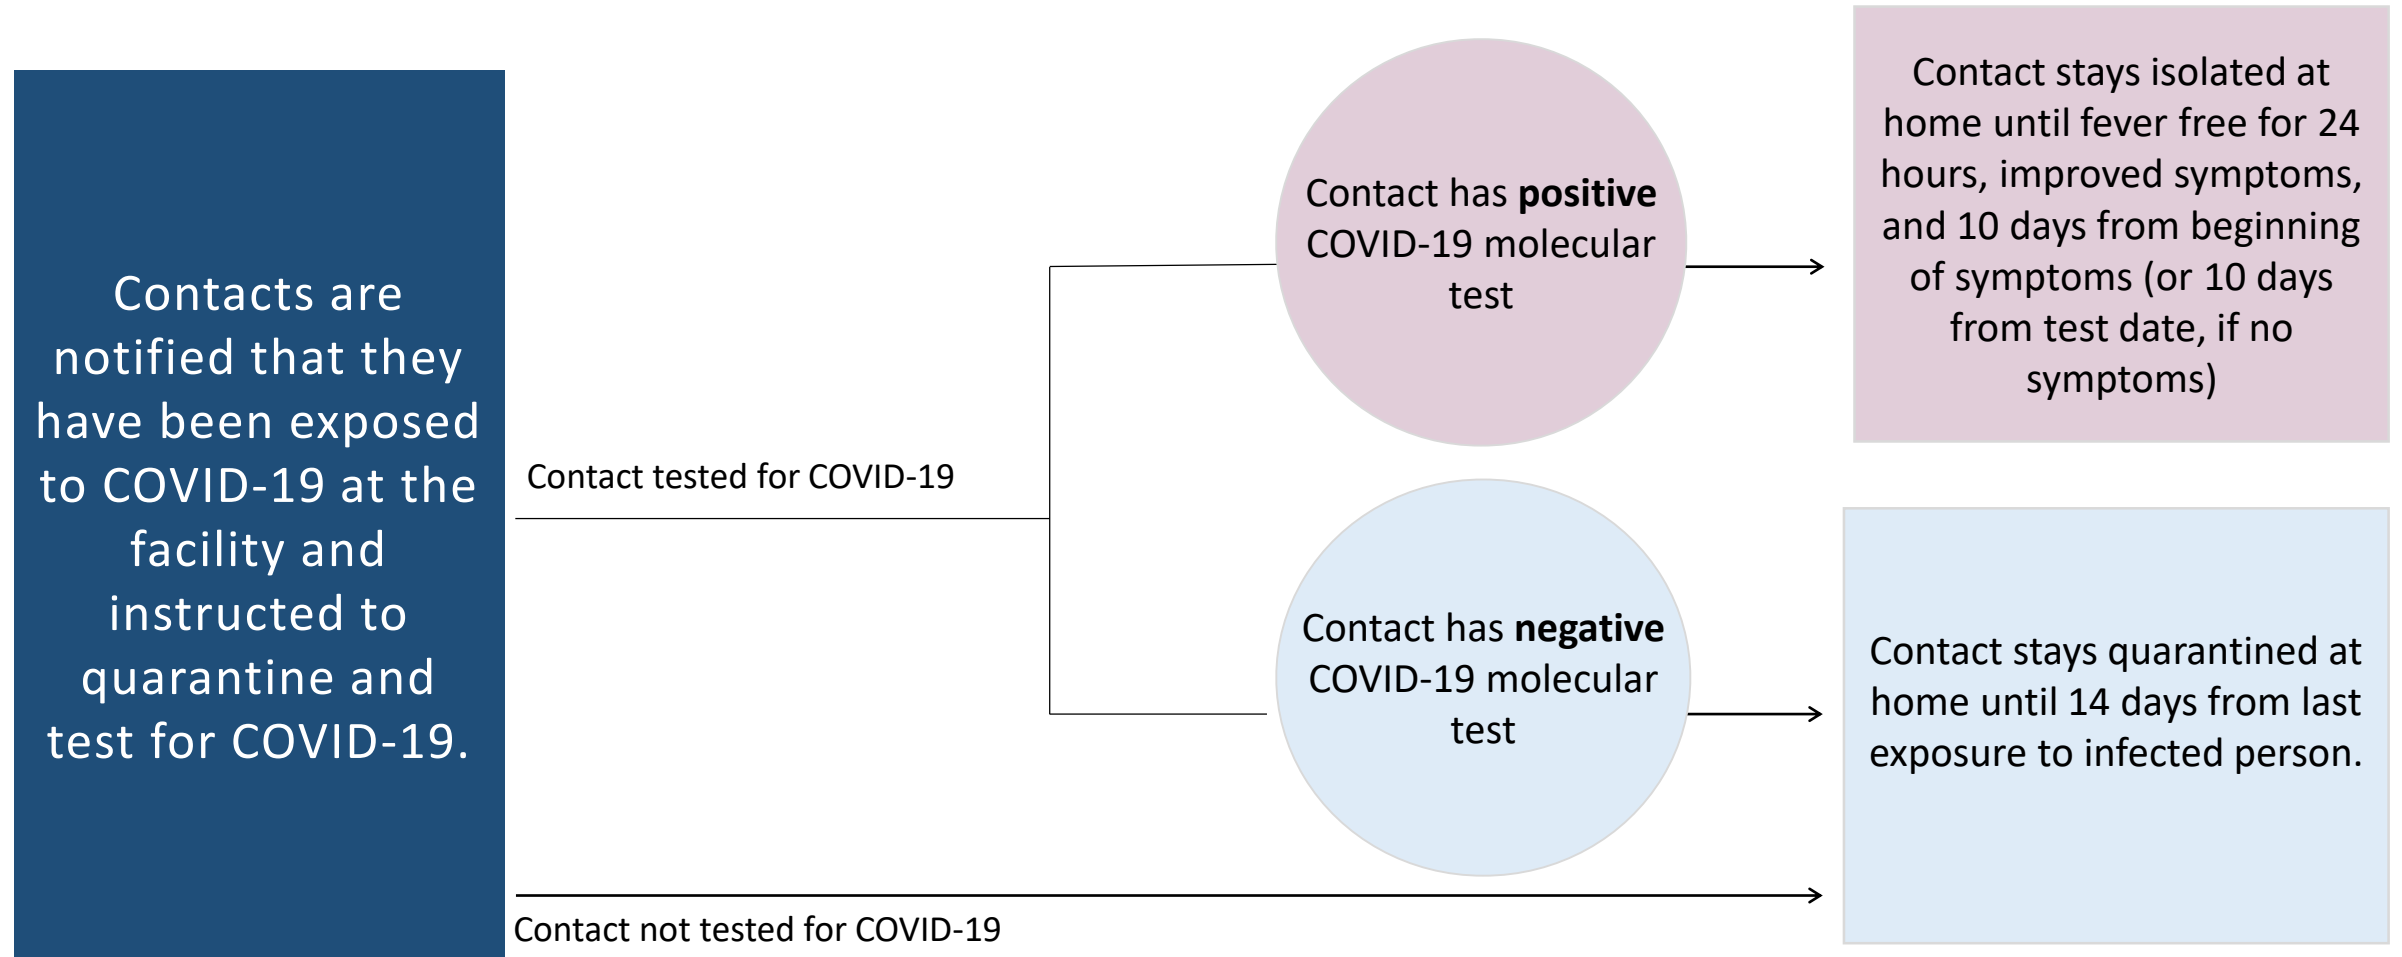 Contacts are
notified that they
have been exposed
to COVID-19 at the
facility and
instructed to
quarantine and
test for COVID-19.
Contact tested for COVID-19
Contact not tested for COVID-19
Contact has positive
COVID-19 molecular
test
Contact stays isolated at
home until fever free for 24
hours, improved symptoms,
and 10 days from beginning
of symptoms (or 10 days
from test date, if no
symptoms)
Contact has negative
COVID-19 molecular
test
Contact stays quarantined at
home until 14 days from last
exposure to infected person.